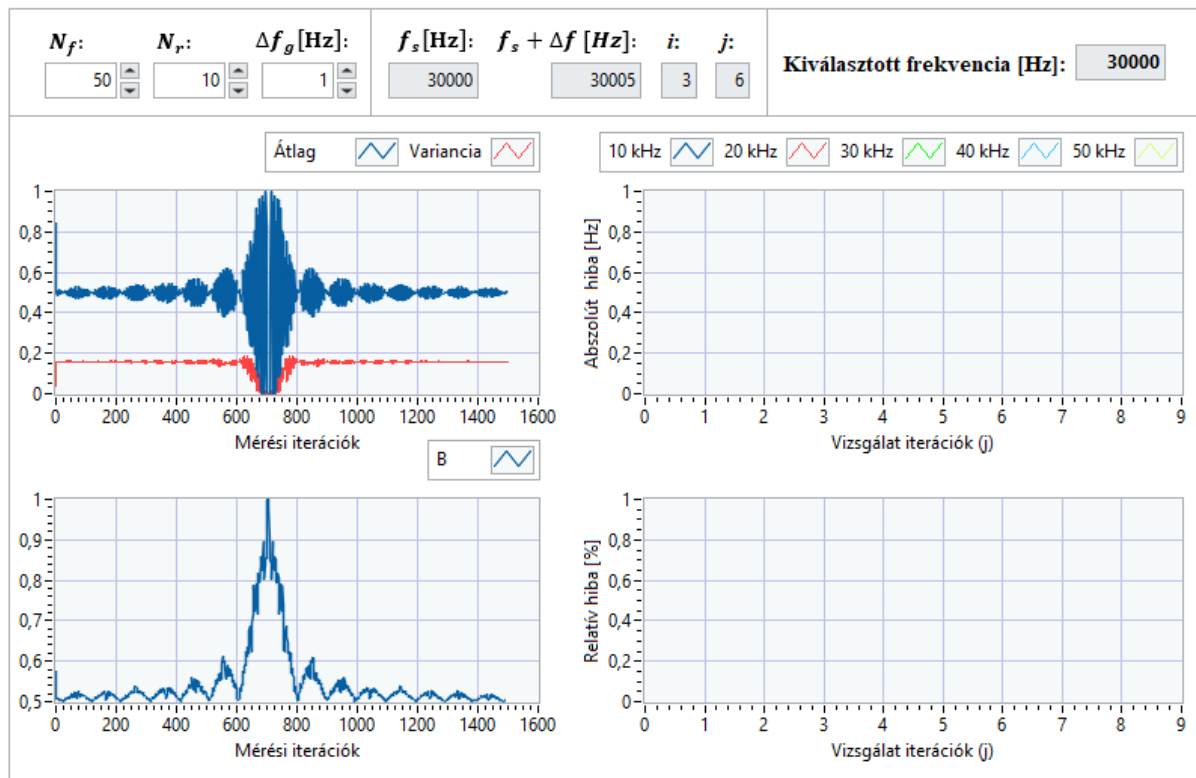 N_f: N_r: Δf_g[Hz]: f_s[Hz]: f_s + Δf [Hz]: i: j:
50 10 1 30000 30005 3 6
Kiválasztott frekvencia [Hz]: 30000
Átlag Variancia
1
0,8
0,6
0,4
0,2
0
0 200 400 600 800 1000 1200 1400 1600
Mérési iterációk
10 kHz 20 kHz 30 kHz 40 kHz 50 kHz
Abszolút hiba [Hz]
1
0,8
0,6
0,4
0,2
0
0 1 2 3 4 5 6 7 8 9
Vizsgálat iterációk (j)
B
1
0,9
0,8
0,7
0,6
0,5
0 200 400 600 800 1000 1200 1400 1600
Mérési iterációk
Relatív hiba [%]
1
0,8
0,6
0,4
0,2
0
0 1 2 3 4 5 6 7 8 9
Vizsgálat iterációk (j)